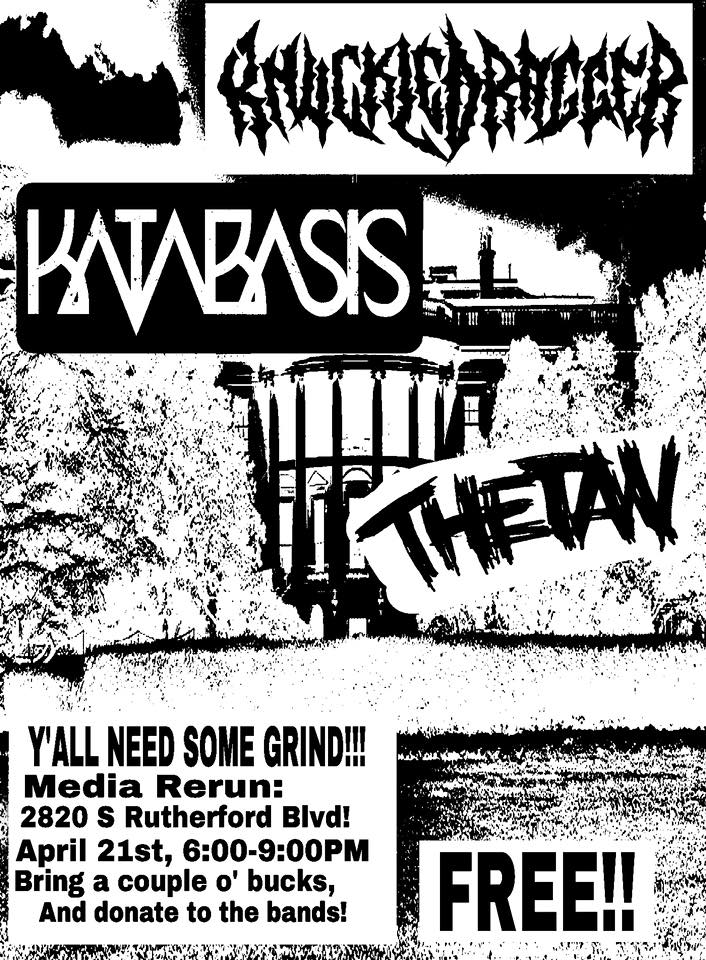 KNUCKLEDRAGGER
KATABASIS
THETAN
Y'ALL NEED SOME GRIND!!!
Media Rerun:
2820 S Rutherford Blvd!
April 21st, 6:00-9:00PM
Bring a couple o' bucks,
And donate to the bands!
FREE!!